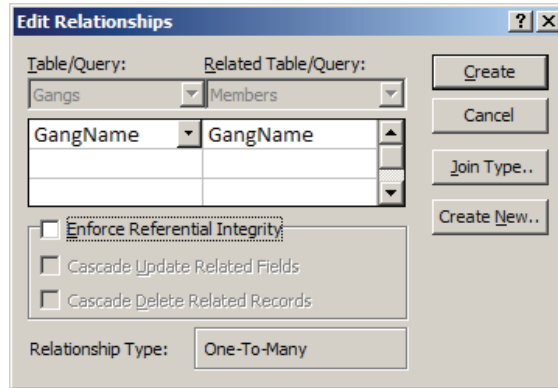 Edit Relationships
Table/Query: Related Table/Query:
Gangs Members
GangName GangName
Enforce Referential Integrity
Cascade Update Related Fields
Cascade Delete Related Records
Relationship Type: One-To-Many
Create
Cancel
Join Type..
Create New..